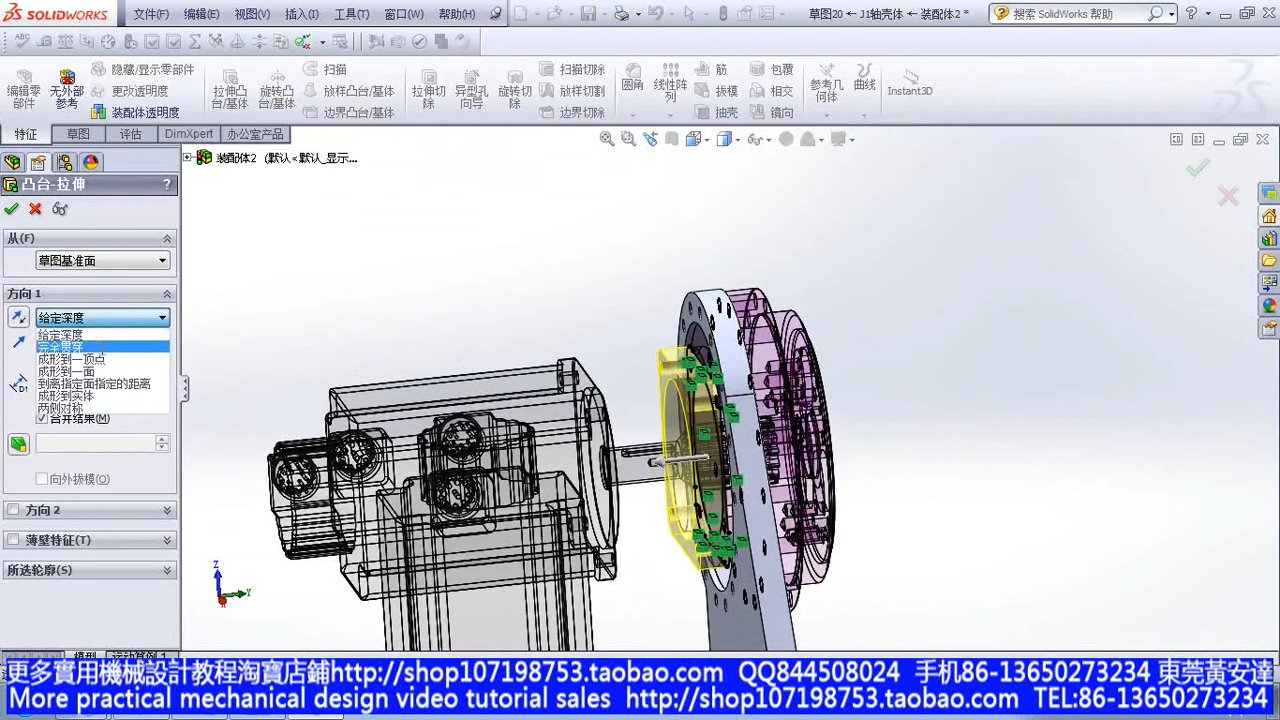 SOLIDWORKS 文件(F) 编辑(E) 视图(V) 插入(I) 工具(T) 窗口(W) 帮助(H) 草图20 ← J1轴壳体 ← 装配体2 * 搜索 SolidWorks 帮助
编辑零部件
无外部参考
隐藏/显示零部件
更改透明度
装配体透明度
拉伸凸台/基体
旋转凸台/基体
扫描
放样凸台/基体
边界凸台/基体
拉伸切除
异型孔向导
旋转切除
扫描切除
放样切割
边界切除
圆角
线性阵列
筋
拔模
抽壳
包覆
相交
镜向
参考几何体
曲线
Instant3D
特征 草图 评估 DimXpert 办公室产品
装配体2 (默认<默认_显示...
凸台-拉伸 ?
从(F)
草图基准面
方向 1
给定深度
给定深度
完全贯穿
成形到一顶点
成形到一面
到离指定面指定的距离
成形到实体
两侧对称
合并结果(M)
向外拔模(O)
方向 2
薄壁特征(T)
所选轮廓(S)
Z
Y
模型 运动算例 1
更多實用機械設計教程淘寶店鋪http://shop107198753.taobao.com QQ844508024 手机86-13650273234 東莞黃安達
More practical mechanical design video tutorial sales http://shop107198753.taobao.com TEL:86-13650273234